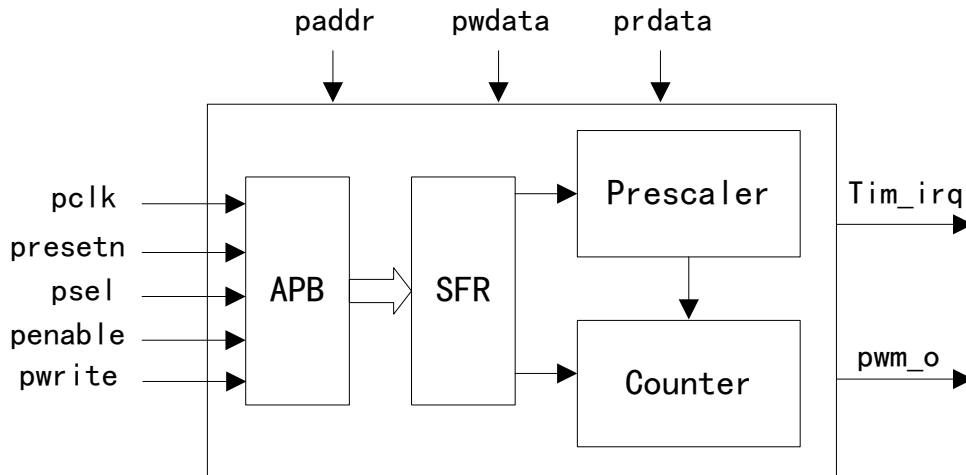 paddr
pwdata
prdata
pclk
presetn
psel
penable
pwrite
APB
SFR
Prescaler
Counter
Tim_irq
pwm_o